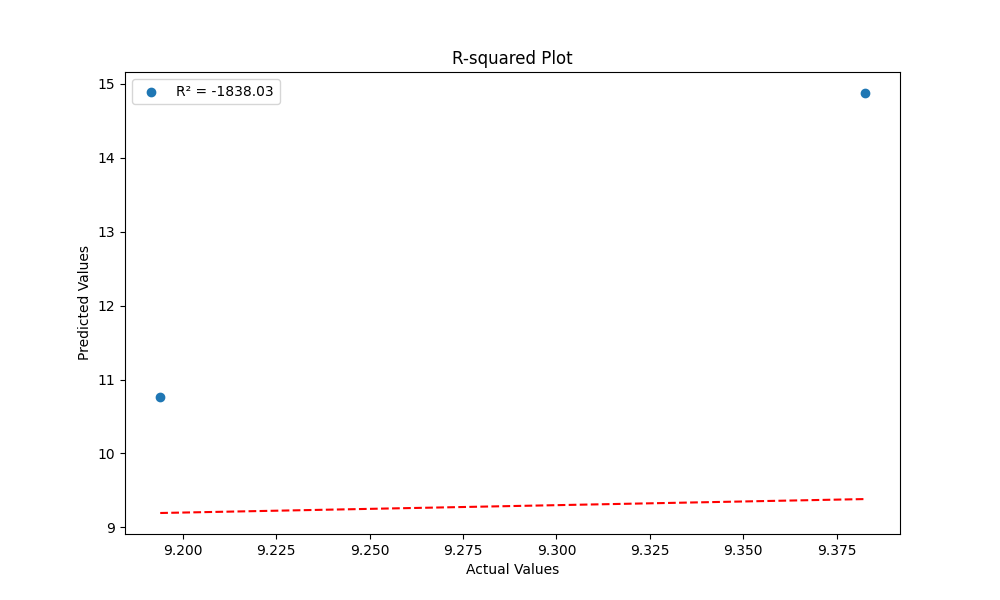 R-squared Plot
R² = -1838.03
15
14
13
12
11
10
9
Predicted Values
9.200 9.225 9.250 9.275 9.300 9.325 9.350 9.375
Actual Values